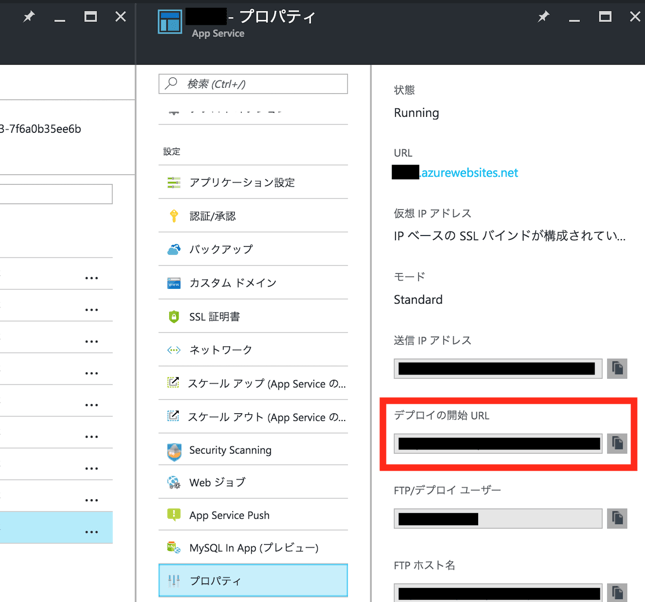 - プロパティ
App Service
3-7f6a0b35ee6b
検索 (Ctrl+/)
設定
アプリケーション設定
認証/承認
バックアップ
カスタム ドメイン
SSL 証明書
ネットワーク
スケール アップ (App Service の...
スケール アウト (App Service の...
Security Scanning
Web ジョブ
App Service Push
MySQL In App (プレビュー)
プロパティ
状態
Running
URL
.azurewebsites.net
仮想 IP アドレス
IP ベースの SSL バインドが構成されてい...
モード
Standard
送信 IP アドレス
デプロイの開始 URL
FTP/デプロイ ユーザー
FTP ホスト名